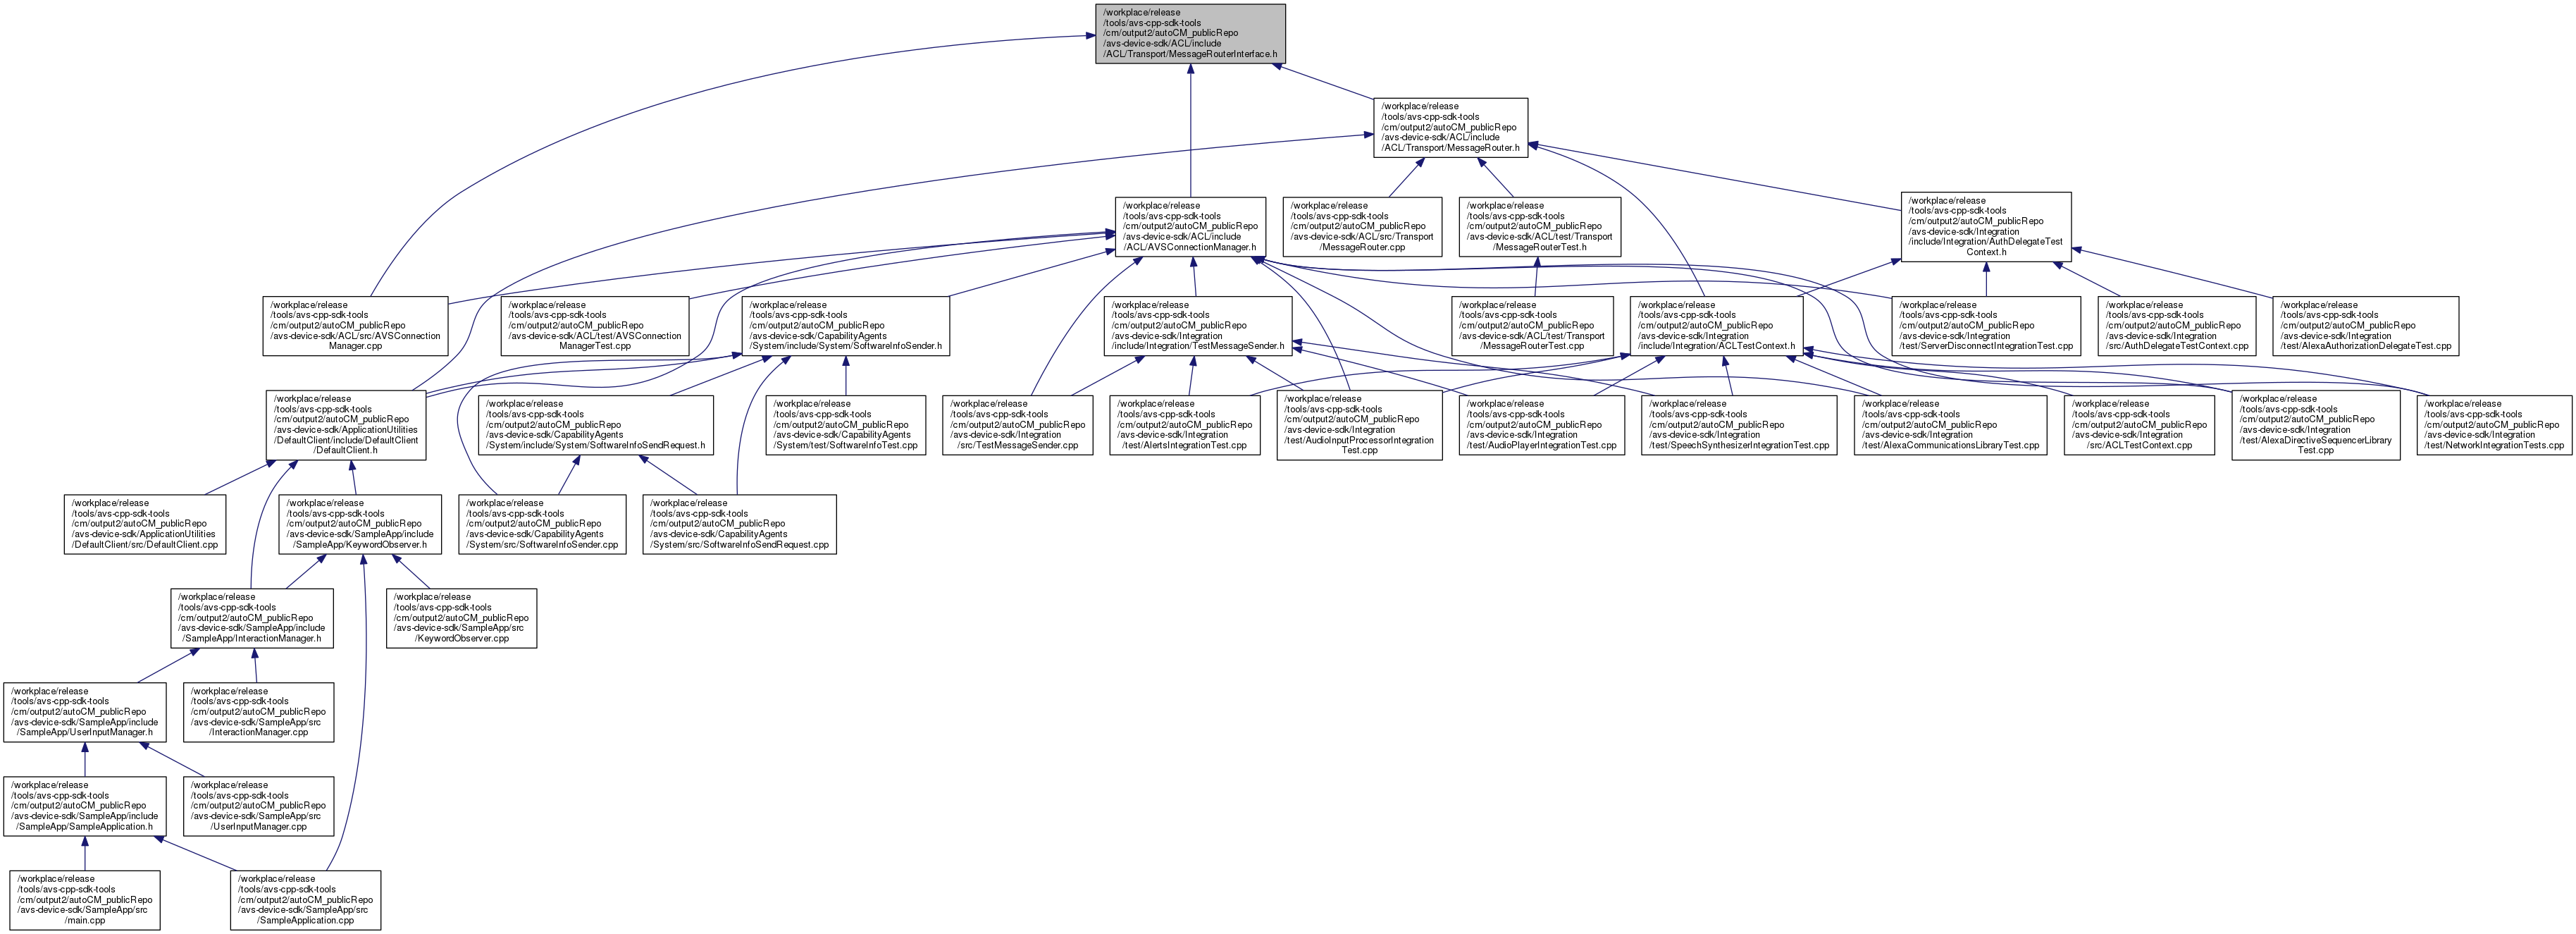 /workplace/release
/tools/avs-cpp-sdk-tools
/cm/output2/autoCM_publicRepo
/avs-device-sdk/ACL/include
/ACL/Transport/MessageRouterInterface.h
/workplace/release
/tools/avs-cpp-sdk-tools
/cm/output2/autoCM_publicRepo
/avs-device-sdk/ACL/include
/ACL/Transport/MessageRouter.h
/workplace/release
/tools/avs-cpp-sdk-tools
/cm/output2/autoCM_publicRepo
/avs-device-sdk/ACL/include
/ACL/AVSConnectionManager.h
/workplace/release
/tools/avs-cpp-sdk-tools
/cm/output2/autoCM_publicRepo
/avs-device-sdk/ACL/src/Transport
/MessageRouter.cpp
/workplace/release
/tools/avs-cpp-sdk-tools
/cm/output2/autoCM_publicRepo
/avs-device-sdk/ACL/test/Transport
/MessageRouterTest.h
/workplace/release
/tools/avs-cpp-sdk-tools
/cm/output2/autoCM_publicRepo
/avs-device-sdk/Integration
/include/Integration/AuthDelegateTest
Context.h
/workplace/release
/tools/avs-cpp-sdk-tools
/cm/output2/autoCM_publicRepo
/avs-device-sdk/ACL/src/AVSConnection
Manager.cpp
/workplace/release
/tools/avs-cpp-sdk-tools
/cm/output2/autoCM_publicRepo
/avs-device-sdk/ACL/test/AVSConnection
ManagerTest.cpp
/workplace/release
/tools/avs-cpp-sdk-tools
/cm/output2/autoCM_publicRepo
/avs-device-sdk/CapabilityAgents
/System/include/System/SoftwareInfoSender.h
/workplace/release
/tools/avs-cpp-sdk-tools
/cm/output2/autoCM_publicRepo
/avs-device-sdk/Integration
/include/Integration/TestMessageSender.h
/workplace/release
/tools/avs-cpp-sdk-tools
/cm/output2/autoCM_publicRepo
/avs-device-sdk/ACL/test/Transport
/MessageRouterTest.cpp
/workplace/release
/tools/avs-cpp-sdk-tools
/cm/output2/autoCM_publicRepo
/avs-device-sdk/Integration
/include/Integration/ACLTestContext.h
/workplace/release
/tools/avs-cpp-sdk-tools
/cm/output2/autoCM_publicRepo
/avs-device-sdk/Integration
/test/ServerDisconnectIntegrationTest.cpp
/workplace/release
/tools/avs-cpp-sdk-tools
/cm/output2/autoCM_publicRepo
/avs-device-sdk/Integration
/src/AuthDelegateTestContext.cpp
/workplace/release
/tools/avs-cpp-sdk-tools
/cm/output2/autoCM_publicRepo
/avs-device-sdk/Integration
/test/AlexaAuthorizationDelegateTest.cpp
/workplace/release
/tools/avs-cpp-sdk-tools
/cm/output2/autoCM_publicRepo
/avs-device-sdk/ApplicationUtilities
/DefaultClient/include/DefaultClient
/DefaultClient.h
/workplace/release
/tools/avs-cpp-sdk-tools
/cm/output2/autoCM_publicRepo
/avs-device-sdk/CapabilityAgents
/System/include/System/SoftwareInfoSendRequest.h
/workplace/release
/tools/avs-cpp-sdk-tools
/cm/output2/autoCM_publicRepo
/avs-device-sdk/CapabilityAgents
/System/test/SoftwareInfoTest.cpp
/workplace/release
/tools/avs-cpp-sdk-tools
/cm/output2/autoCM_publicRepo
/avs-device-sdk/Integration
/src/TestMessageSender.cpp
/workplace/release
/tools/avs-cpp-sdk-tools
/cm/output2/autoCM_publicRepo
/avs-device-sdk/Integration
/test/AlertsIntegrationTest.cpp
/workplace/release
/tools/avs-cpp-sdk-tools
/cm/output2/autoCM_publicRepo
/avs-device-sdk/Integration
/test/AudioInputProcessorIntegration
Test.cpp
/workplace/release
/tools/avs-cpp-sdk-tools
/cm/output2/autoCM_publicRepo
/avs-device-sdk/Integration
/test/AudioPlayerIntegrationTest.cpp
/workplace/release
/tools/avs-cpp-sdk-tools
/cm/output2/autoCM_publicRepo
/avs-device-sdk/Integration
/test/SpeechSynthesizerIntegrationTest.cpp
/workplace/release
/tools/avs-cpp-sdk-tools
/cm/output2/autoCM_publicRepo
/avs-device-sdk/Integration
/test/AlexaCommunicationsLibraryTest.cpp
/workplace/release
/tools/avs-cpp-sdk-tools
/cm/output2/autoCM_publicRepo
/avs-device-sdk/Integration
/src/ACLTestContext.cpp
/workplace/release
/tools/avs-cpp-sdk-tools
/cm/output2/autoCM_publicRepo
/avs-device-sdk/Integration
/test/AlexaDirectiveSequencerLibrary
Test.cpp
/workplace/release
/tools/avs-cpp-sdk-tools
/cm/output2/autoCM_publicRepo
/avs-device-sdk/Integration
/test/NetworkIntegrationTests.cpp
/workplace/release
/tools/avs-cpp-sdk-tools
/cm/output2/autoCM_publicRepo
/avs-device-sdk/ApplicationUtilities
/DefaultClient/src/DefaultClient.cpp
/workplace/release
/tools/avs-cpp-sdk-tools
/cm/output2/autoCM_publicRepo
/avs-device-sdk/SampleApp/include
/SampleApp/KeywordObserver.h
/workplace/release
/tools/avs-cpp-sdk-tools
/cm/output2/autoCM_publicRepo
/avs-device-sdk/CapabilityAgents
/System/src/SoftwareInfoSender.cpp
/workplace/release
/tools/avs-cpp-sdk-tools
/cm/output2/autoCM_publicRepo
/avs-device-sdk/CapabilityAgents
/System/src/SoftwareInfoSendRequest.cpp
/workplace/release
/tools/avs-cpp-sdk-tools
/cm/output2/autoCM_publicRepo
/avs-device-sdk/SampleApp/include
/SampleApp/InteractionManager.h
/workplace/release
/tools/avs-cpp-sdk-tools
/cm/output2/autoCM_publicRepo
/avs-device-sdk/SampleApp/src
/KeywordObserver.cpp
/workplace/release
/tools/avs-cpp-sdk-tools
/cm/output2/autoCM_publicRepo
/avs-device-sdk/SampleApp/include
/SampleApp/UserInputManager.h
/workplace/release
/tools/avs-cpp-sdk-tools
/cm/output2/autoCM_publicRepo
/avs-device-sdk/SampleApp/src
/InteractionManager.cpp
/workplace/release
/tools/avs-cpp-sdk-tools
/cm/output2/autoCM_publicRepo
/avs-device-sdk/SampleApp/include
/SampleApp/SampleApplication.h
/workplace/release
/tools/avs-cpp-sdk-tools
/cm/output2/autoCM_publicRepo
/avs-device-sdk/SampleApp/src
/UserInputManager.cpp
/workplace/release
/tools/avs-cpp-sdk-tools
/cm/output2/autoCM_publicRepo
/avs-device-sdk/SampleApp/src
/main.cpp
/workplace/release
/tools/avs-cpp-sdk-tools
/cm/output2/autoCM_publicRepo
/avs-device-sdk/SampleApp/src
/SampleApplication.cpp